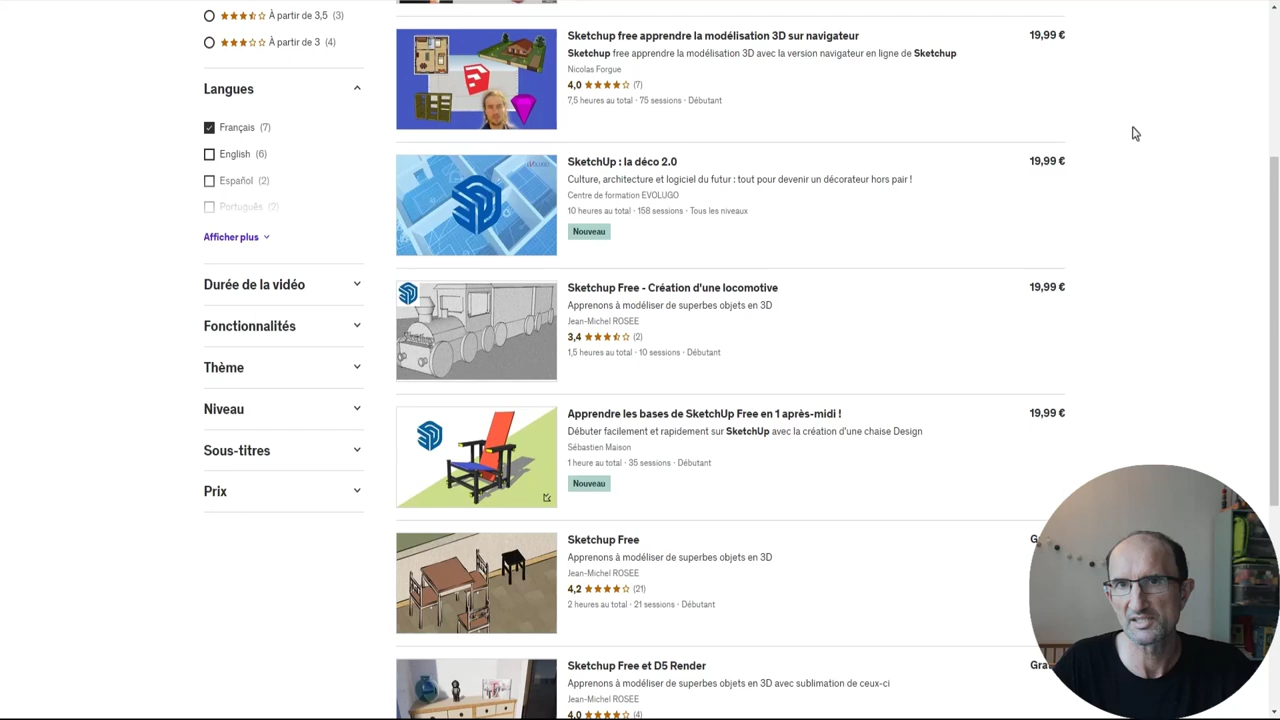 À partir de 3,5 (3)
À partir de 3 (4)
Langues
Français (7)
English (6)
Español (2)
Português (2)
Afficher plus
Durée de la vidéo
Fonctionnalités
Thème
Niveau
Sous-titres
Prix
Sketchup free apprendre la modélisation 3D sur navigateur
19,99 €
Sketchup free apprendre la modélisation 3D avec la version navigateur en ligne de Sketchup
Nicolas Forgue
4,0 (7)
7,5 heures au total · 75 sessions · Débutant
SketchUp : la déco 2.0
19,99 €
Culture, architecture et logiciel du futur : tout pour devenir un décorateur hors pair !
Centre de formation EVOLUGO
10 heures au total · 158 sessions · Tous les niveaux
Nouveau
Sketchup Free - Création d'une locomotive
19,99 €
Apprenons à modéliser de superbes objets en 3D
Jean-Michel ROSEE
3,4 (2)
1,5 heures au total · 10 sessions · Débutant
Apprendre les bases de SketchUp Free en 1 après-midi !
19,99 €
Débuter facilement et rapidement sur SketchUp avec la création d'une chaise Design
Sébastien Maison
1 heure au total · 35 sessions · Débutant
Nouveau
Sketchup Free
G
Apprenons à modéliser de superbes objets en 3D
Jean-Michel ROSEE
4,2 (21)
2 heures au total · 21 sessions · Débutant
Sketchup Free et D5 Render
Grat
Apprenons à modéliser de superbes objets en 3D avec sublimation de ceux-ci
Jean-Michel ROSEE
4,0 (4)